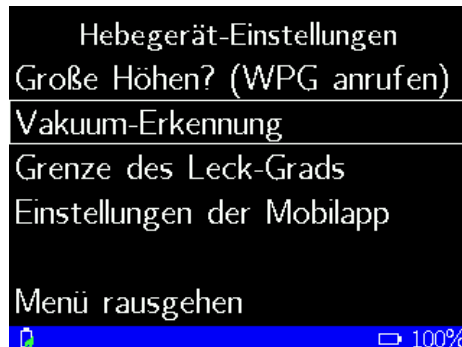 Hebegerät-Einstellungen
Große Höhen? (WPG anrufen)
Vakuum-Erkennung
Grenze des Leck-Grads
Einstellungen der Mobilapp
Menü rausgehen
100%